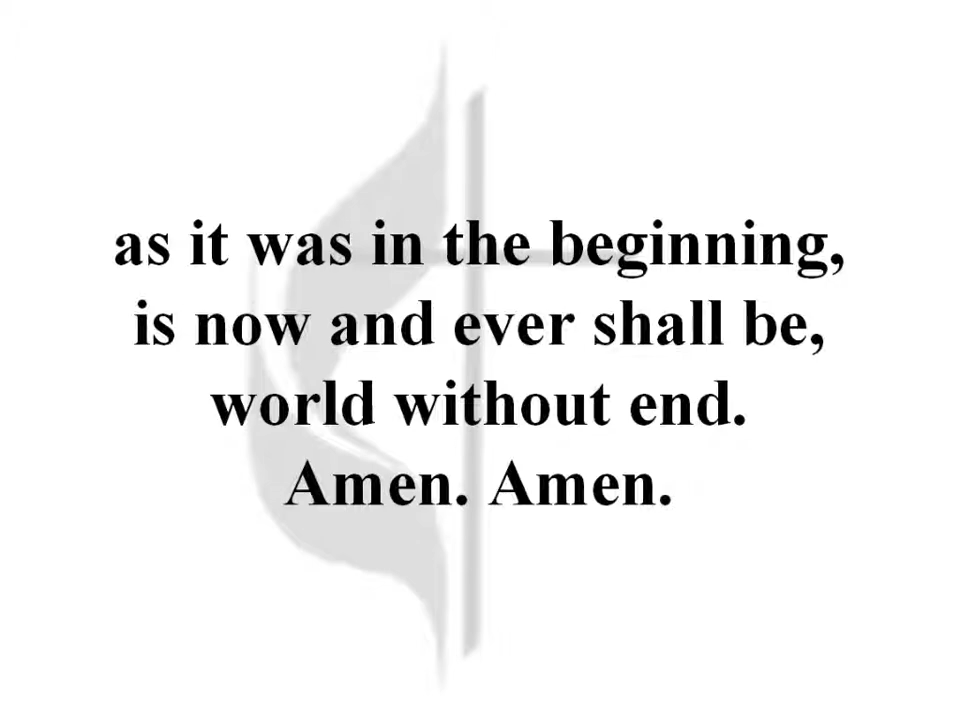 as it was in the beginning,
is now and ever shall be,
world without end.
Amen. Amen.